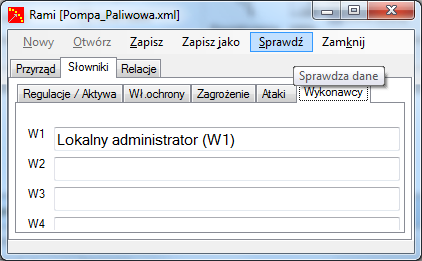 Rami [Pompa_Paliwowa.xml]
Nowy Otwórz Zapisz Zapisz jako Sprawdź Zamknij
Przyrząd Słowniki Relacje
Sprawdza dane
Regulacje / Aktywa Wł.ochrony Zagrożenie Ataki Wykonawcy
W1 Lokalny administrator (W1)
W2
W3
W4